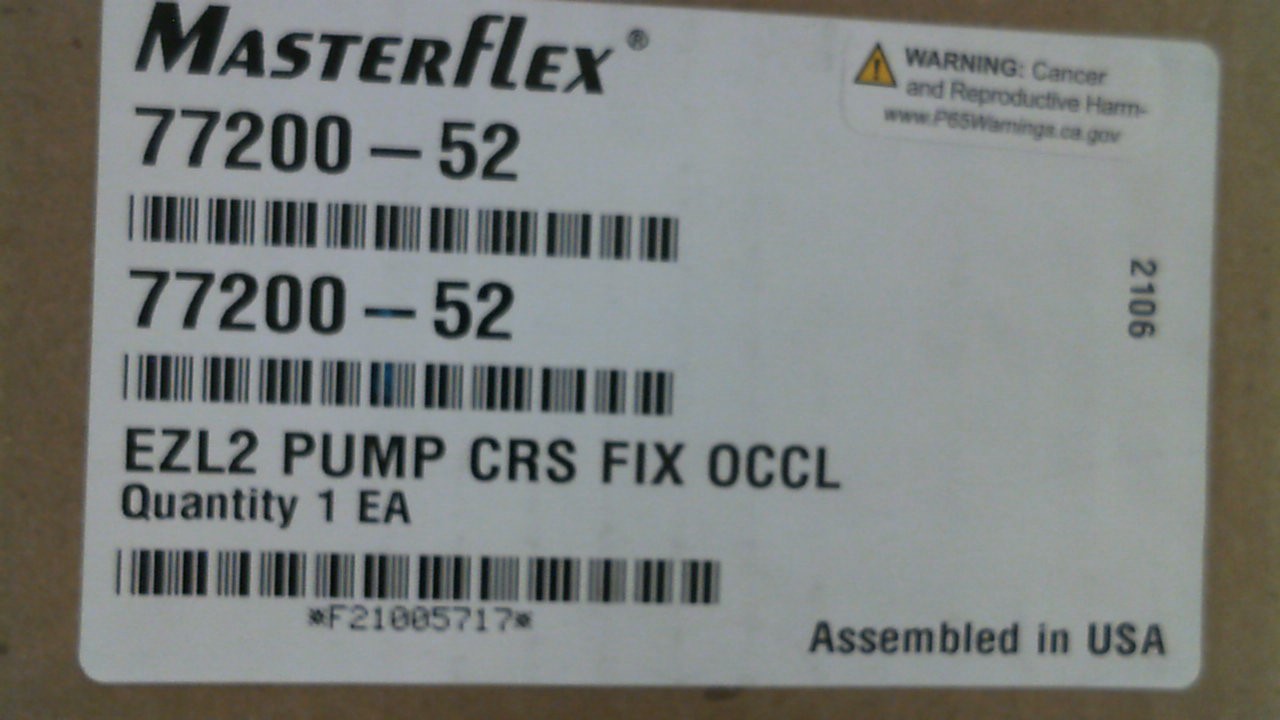 MASTERFLEX®
77200-52
77200-52
EZL2 PUMP CRS FIX OCCL
Quantity 1 EA
*F21005717*
WARNING: Cancer
and Reproductive Harm-
www.P65Warnings.ca.gov
2106
Assembled in USA